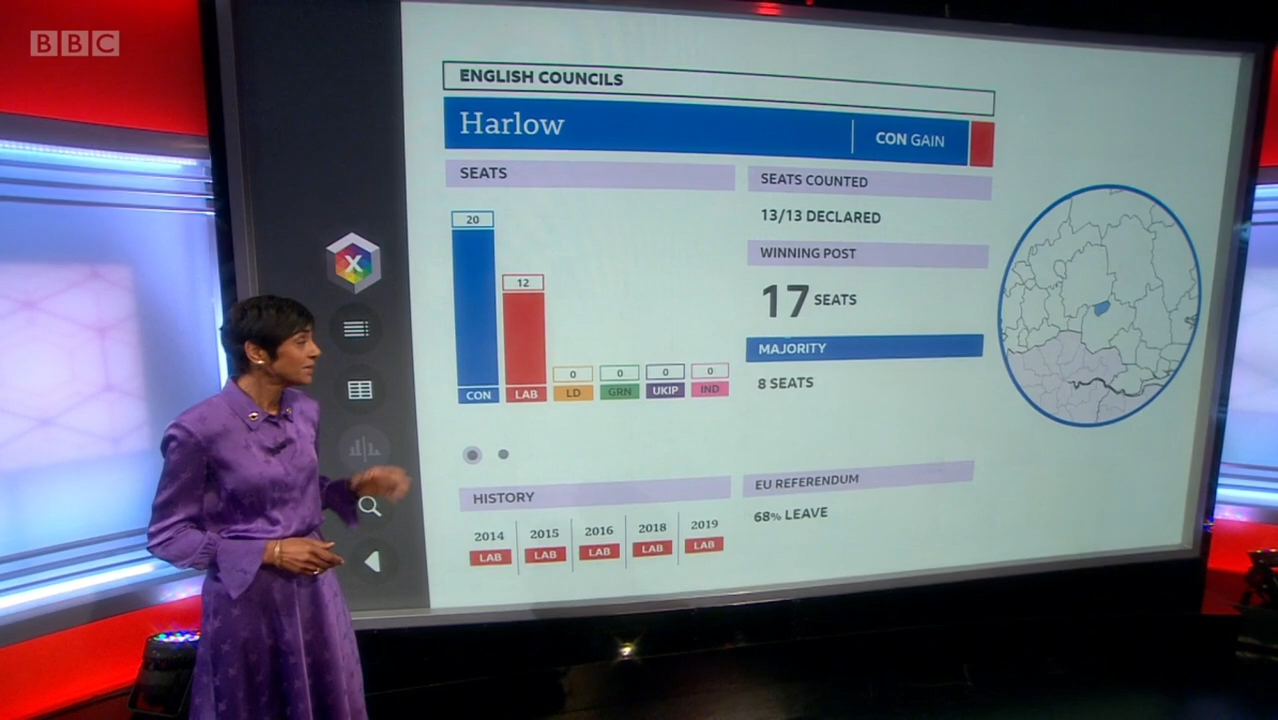 BBC
ENGLISH COUNCILS
Harlow
CON GAIN
SEATS
20
12
0
0
0
0
CON
LAB
LD
GRN
UKIP
IND
SEATS COUNTED
13/13 DECLARED
WINNING POST
17 SEATS
MAJORITY
8 SEATS
X
HISTORY
2014 2015 2016 2018 2019
LAB LAB LAB LAB LAB
EU REFERENDUM
68% LEAVE